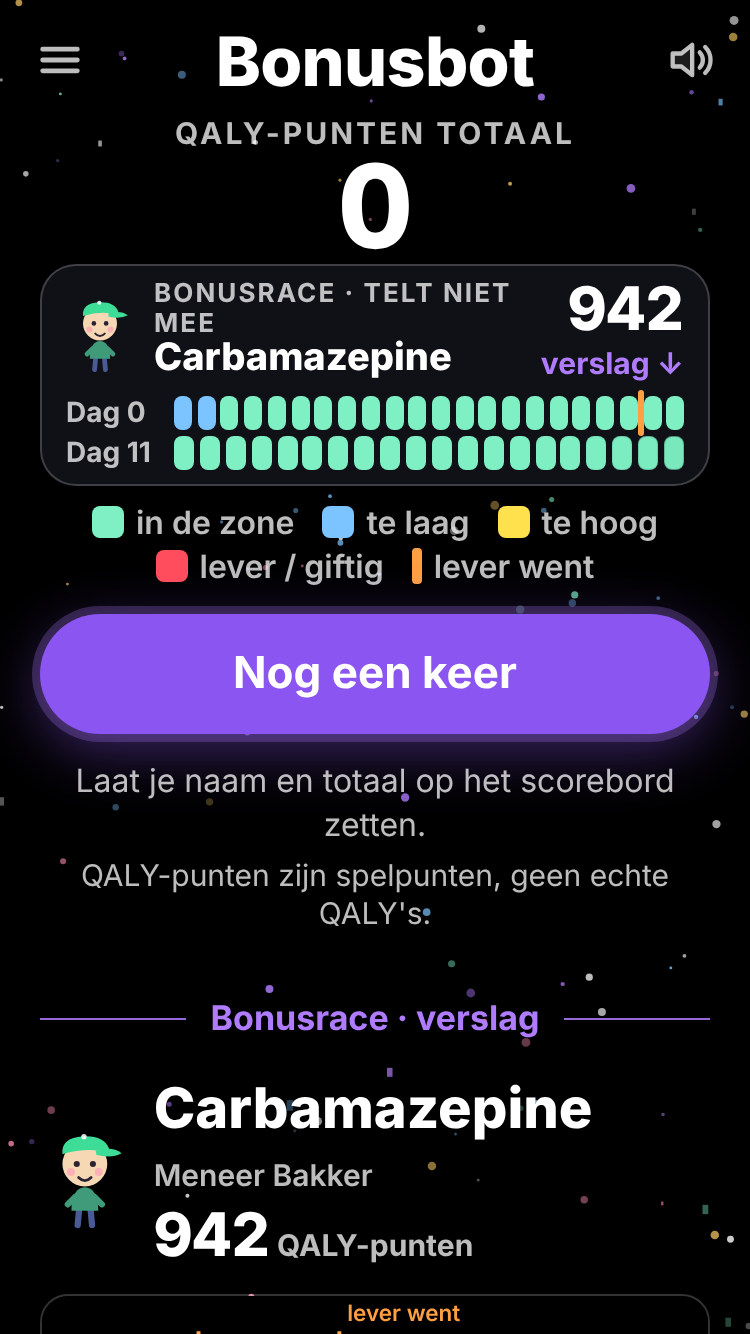 Bonusbot
QALY-PUNTEN TOTAAL
0
BONUSRACE · TELT NIET
MEE
Carbamazepine
942
verslag ↓
Dag 0
Dag 11
in de zone
te laag
te hoog
lever / giftig
lever went
Nog een keer
Laat je naam en totaal op het scorebord
zetten.
QALY-punten zijn spelpunten, geen echte
QALY's.
Bonusrace · verslag
Carbamazepine
Meneer Bakker
942 QALY-punten
lever went